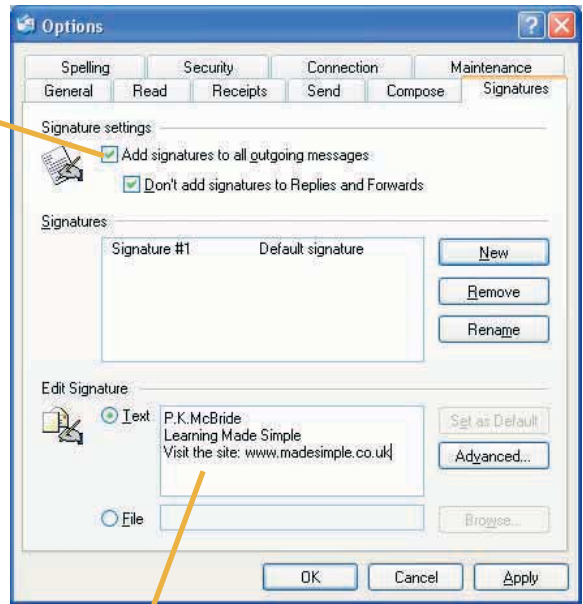 Options
Spelling Security Connection Maintenance
General Read Receipts Send Compose Signatures
Signature settings
Add signatures to all outgoing messages
Don't add signatures to Replies and Forwards
Signatures
Signature #1 Default signature
New
Remove
Rename
Edit Signature
Text
P.K.McBride
Learning Made Simple
Visit the site: www.madesimple.co.uk
Set as Default
Advanced...
File
Browse...
OK Cancel Apply